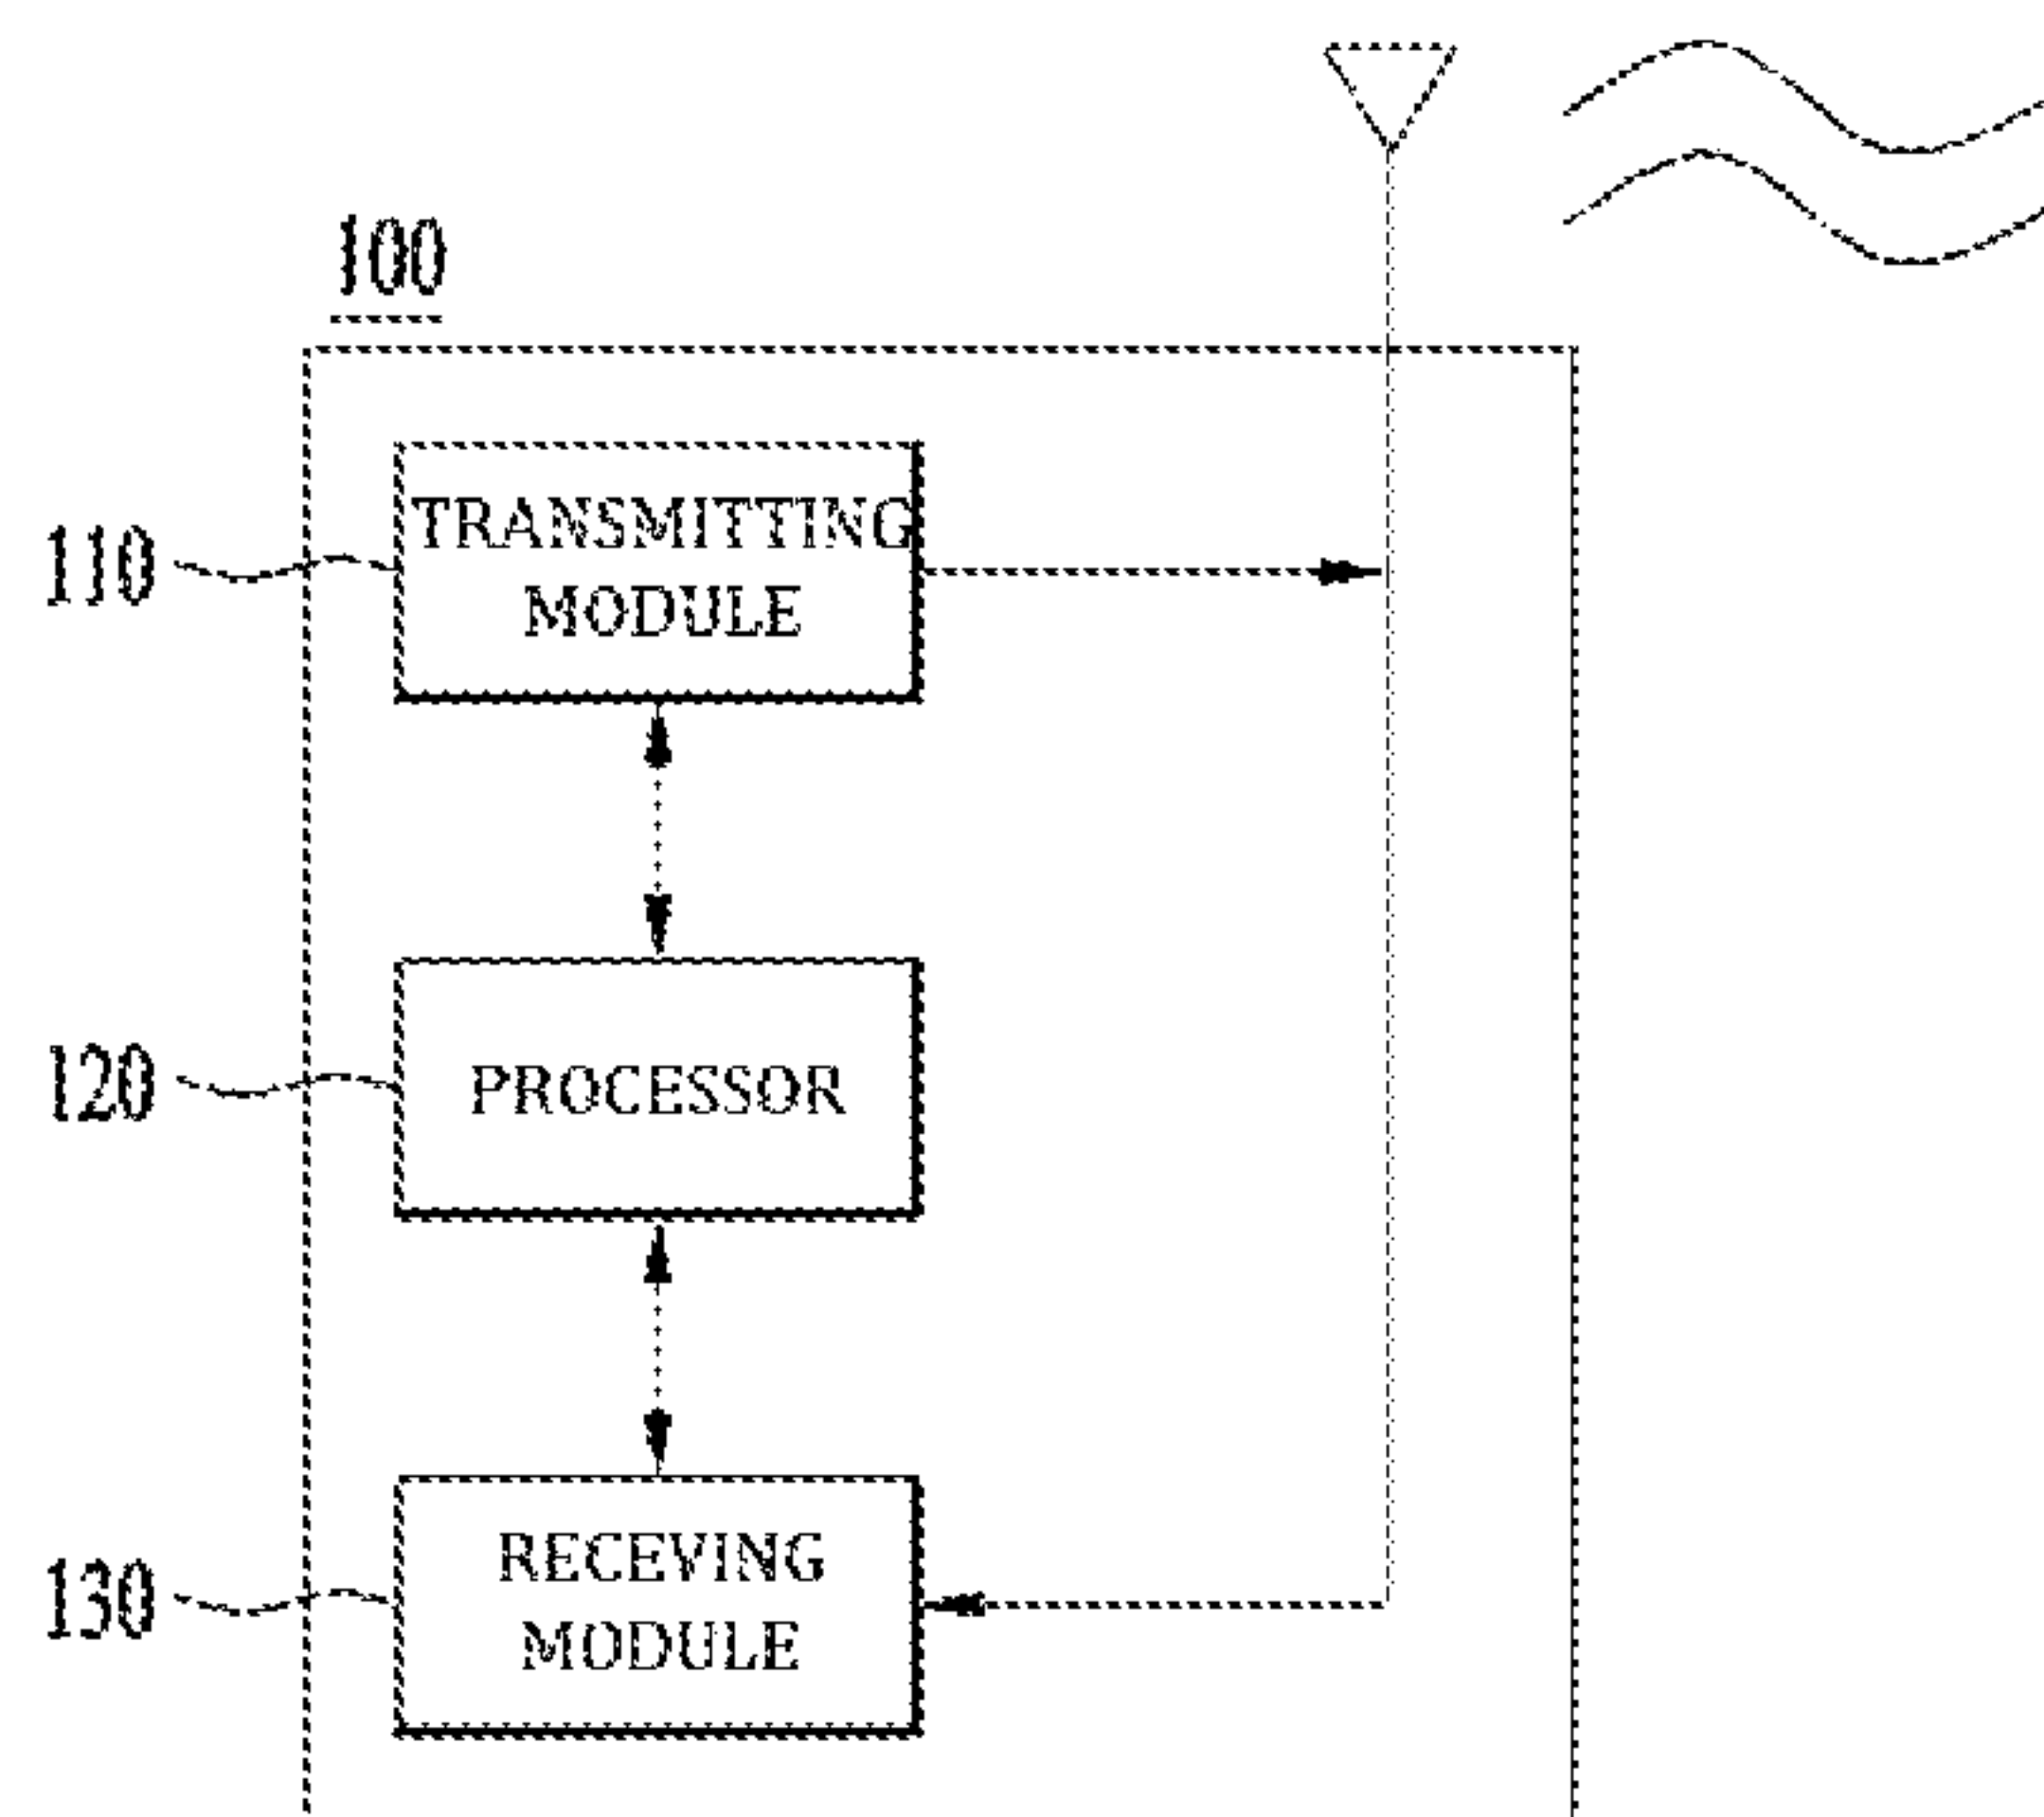 100
110
TRANSMITTING
MODULE
120
PROCESSOR
130
RECEVING
MODULE